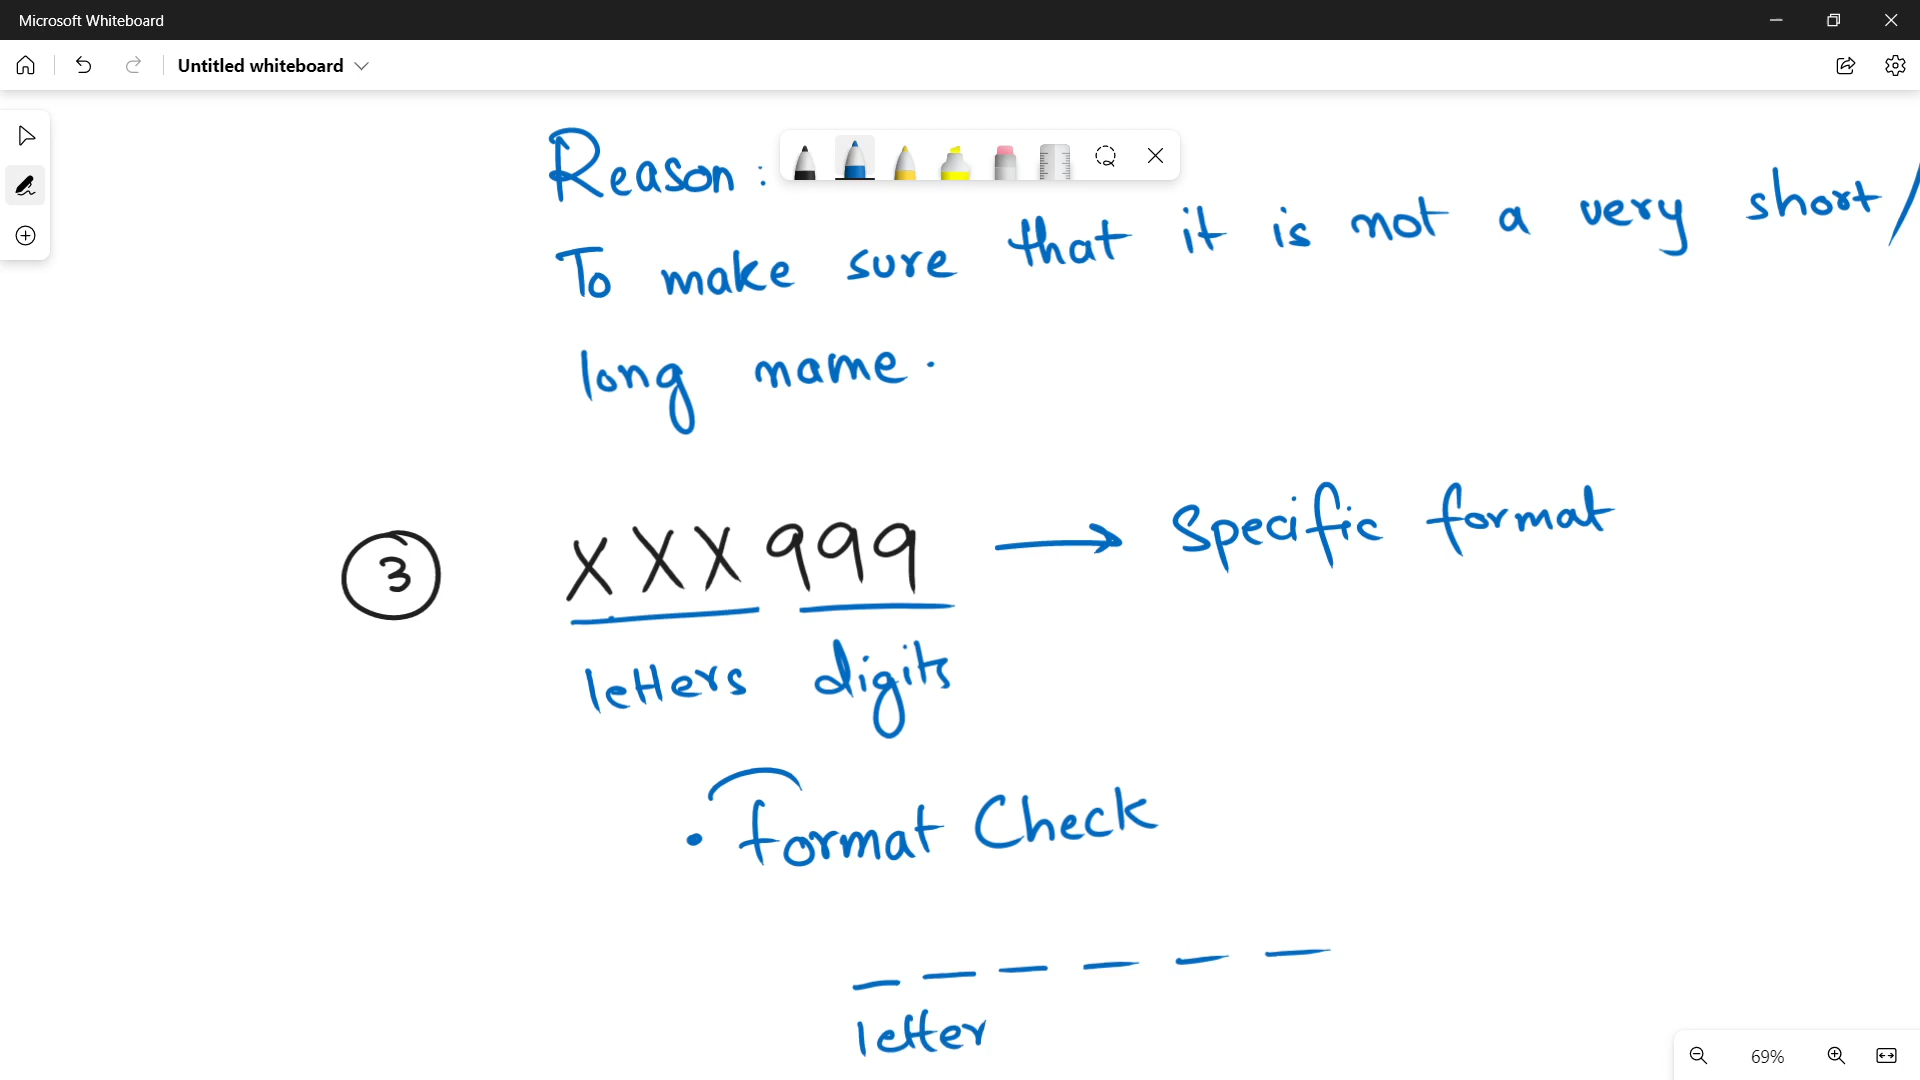 Microsoft Whiteboard
Untitled whiteboard
Reason :
To make sure that it is not a very short/
long name.
3 XXX999 → Specific format
letters digits
• format Check
_ _ _ _ _ _
letter
69%